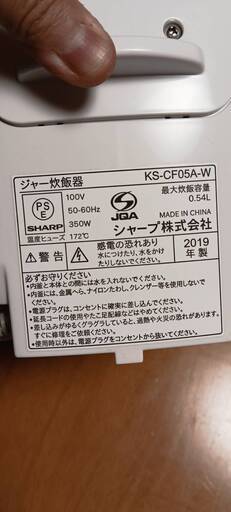 ジャー炊飯器 KS-CF05A-W
PS E
SHARP
100V
50-60Hz
350W
温度ヒューズ 172℃
JQA
最大炊飯容量
0.54L
MADE IN CHINA
シャープ株式会社
警告
感電の恐れあり
水につけたり、水をかけ
たりしないでください。
2019
年製
必ずお守りください
・内釜と本体との間には水や異物を入れないでください。
・内釜には、金属へら、ナイロンたわし、クレンザー等を使用しないで
ください。
・電源プラグはコンセントに確実に差し込んでください。
・延長コードの使用やたこ足配線などはやめてください。
・差し込みがゆるくグラグラしていると、過熱や火災の恐れがあります。
すぐに修理をご依頼ください。
・使用時以外は、電源プラグをコンセントから抜いてください。